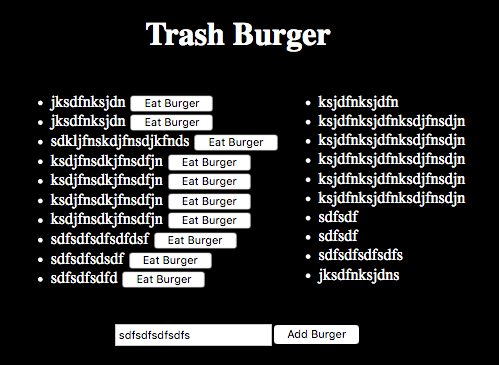 Trash Burger
jksdfnksjdn Eat Burger
jksdfnksjdn Eat Burger
sdkljfnskdjfnsdjkfnds Eat Burger
ksdjfnsdkjfnsdfjn Eat Burger
ksdjfnsdkjfnsdfjn Eat Burger
ksdjfnsdkjfnsdfjn Eat Burger
ksdjfnsdkjfnsdfjn Eat Burger
sdfsdfsdfsdfdsf Eat Burger
sdfsdfsdsdf Eat Burger
sdfsdfsdfd Eat Burger
ksjdfnksjdfn
ksjdfnksjdfnksdjfnsdjn
ksjdfnksjdfnksdjfnsdjn
ksjdfnksjdfnksdjfnsdjn
ksjdfnksjdfnksdjfnsdjn
ksjdfnksjdfnksdjfnsdjn
sdfsdf
sdfsdf
sdfsdfsdfsdfs
jksdfnksjdns
sdfsdfsdfsdfs Add Burger